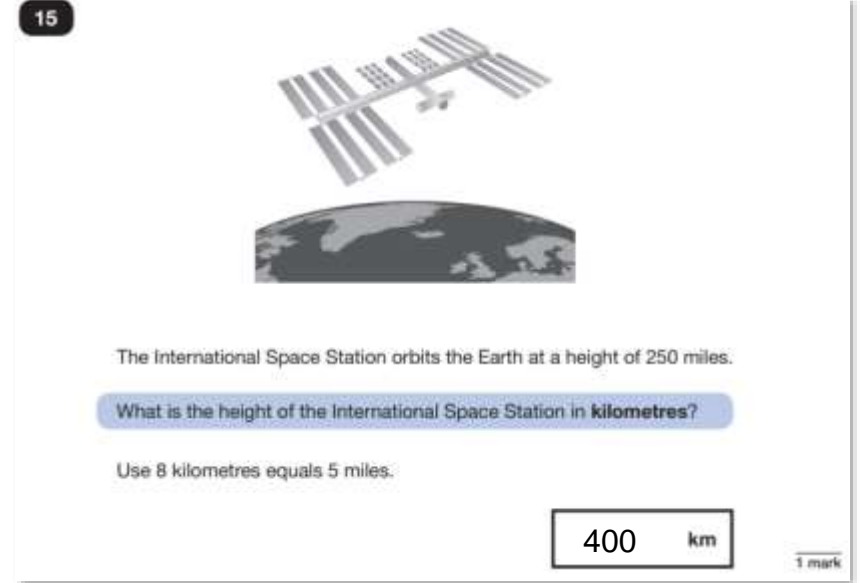 15
The International Space Station orbits the Earth at a height of 250 miles.
What is the height of the International Space Station in kilometres?
Use 8 kilometres equals 5 miles.
400 km
1 mark